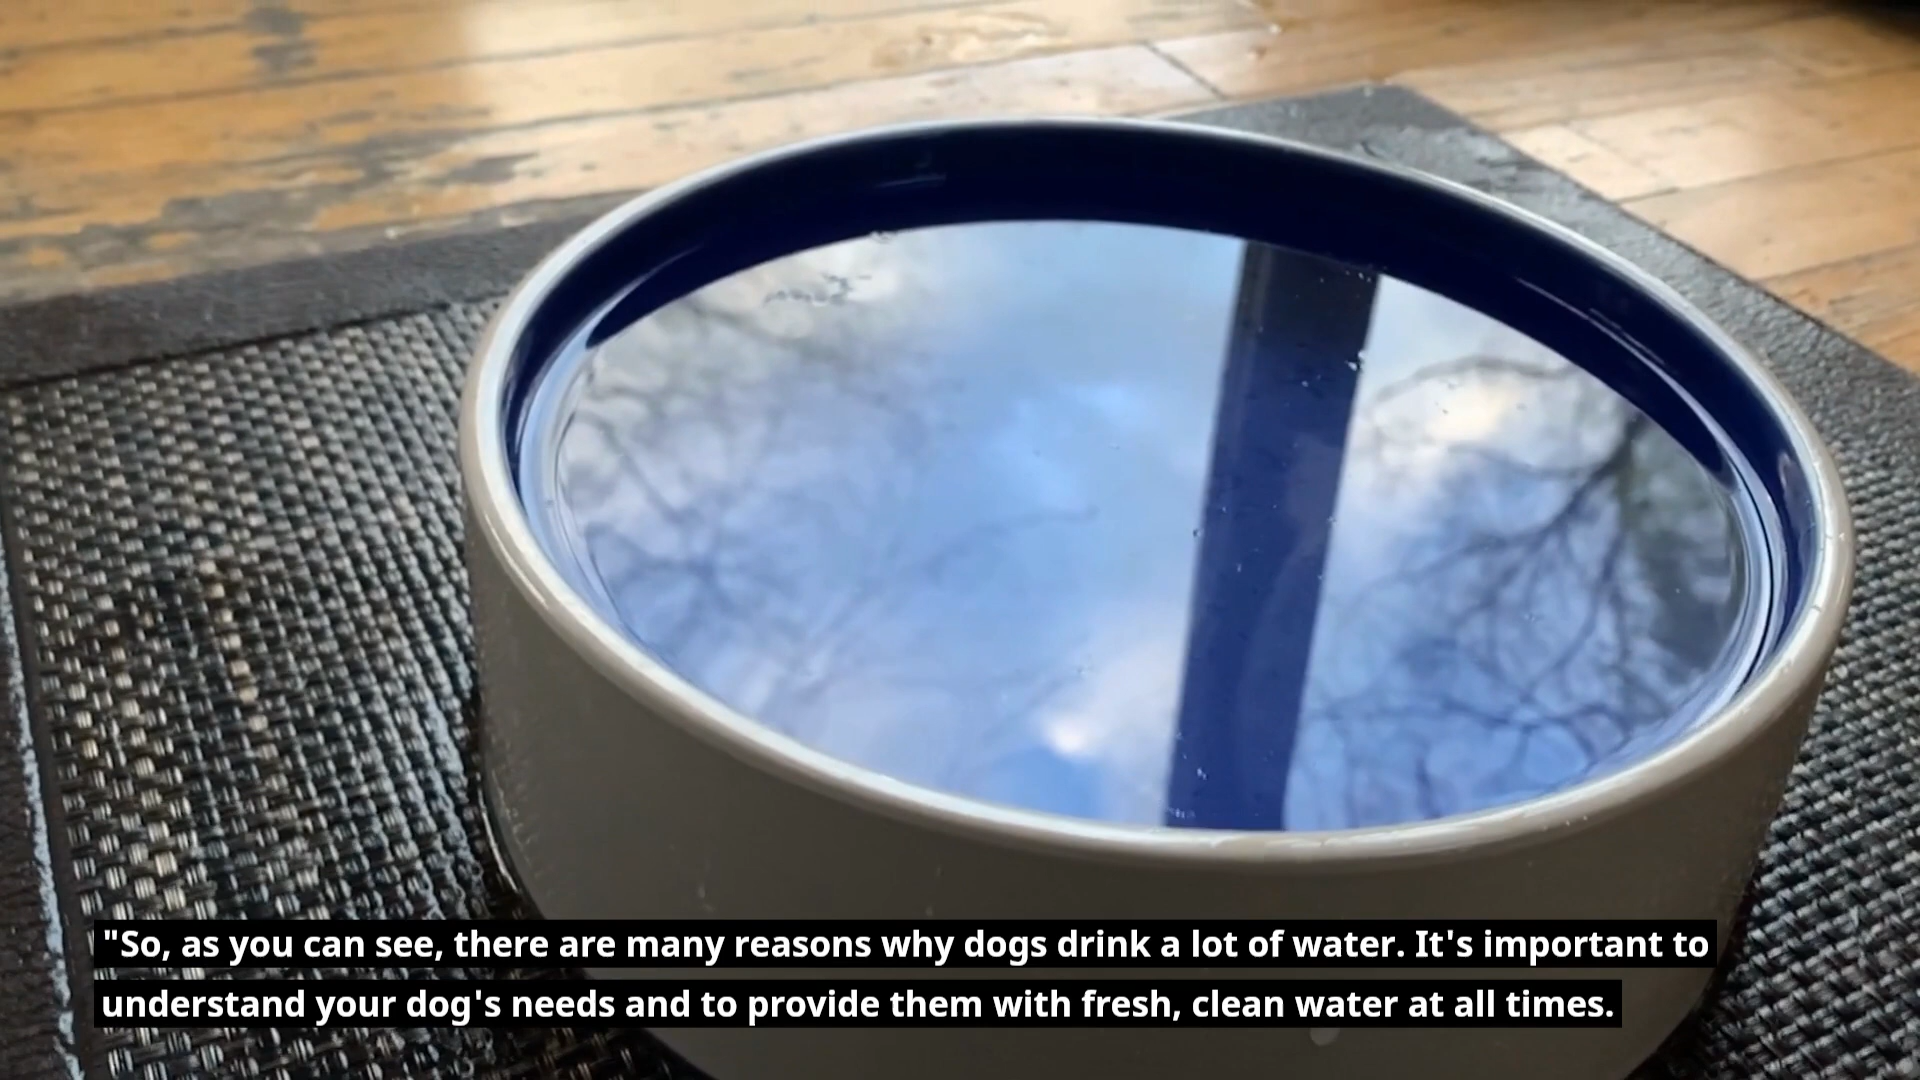 "So, as you can see, there are many reasons why dogs drink a lot of water. It's important to
understand your dog's needs and to provide them with fresh, clean water at all times.